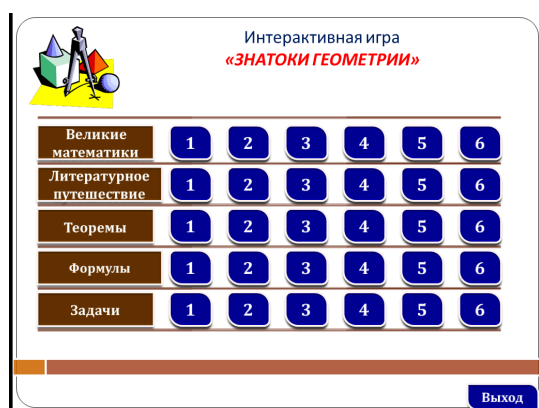 Интерактивная игра
«ЗНАТОКИ ГЕОМЕТРИИ»
Великие
математики
1 2 3 4 5 6
Литературное
путешествие
1 2 3 4 5 6
Теоремы 1 2 3 4 5 6
Формулы 1 2 3 4 5 6
Задачи 1 2 3 4 5 6
Выход